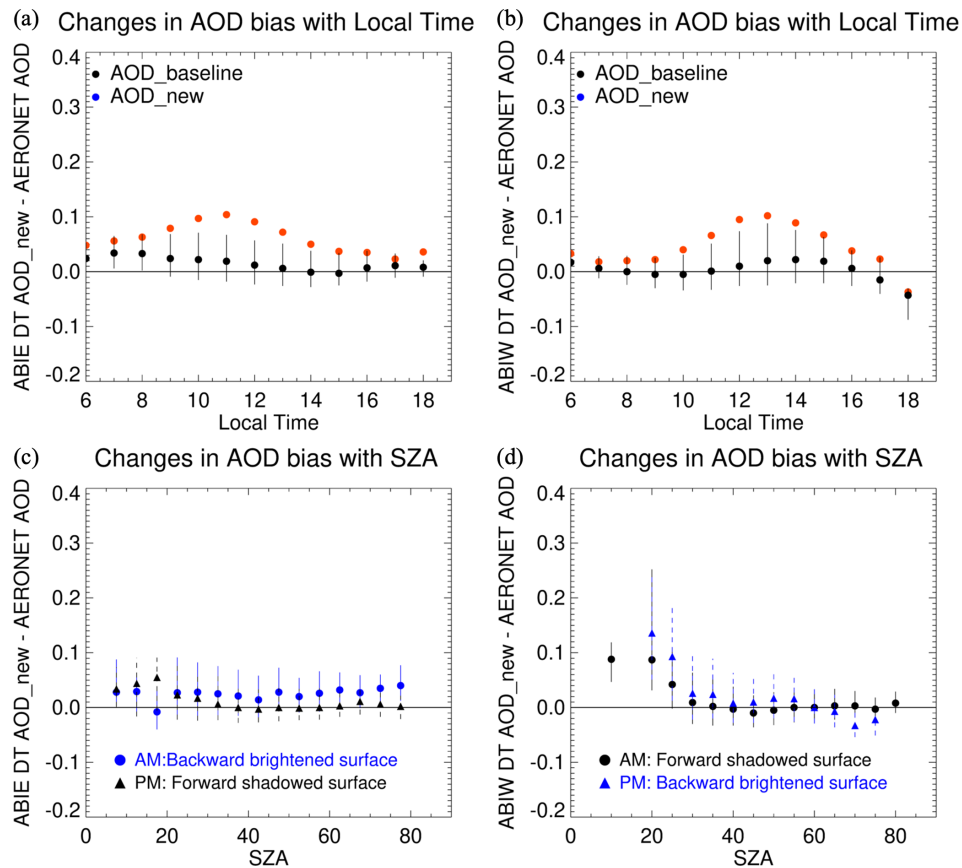 (a) Changes in AOD bias with Local Time
ABIE DT AOD_new - AERONET AOD
0.4
0.3
0.2
0.1
0.0
-0.1
-0.2
AOD_baseline
AOD_new
6 8 10 12 14 16 18
Local Time
(b) Changes in AOD bias with Local Time
ABIW DT AOD_new - AERONET AOD
0.4
0.3
0.2
0.1
0.0
-0.1
-0.2
AOD_baseline
AOD_new
6 8 10 12 14 16 18
Local Time
(c) Changes in AOD bias with SZA
ABIE DT AOD_new - AERONET AOD
0.4
0.3
0.2
0.1
0.0
-0.1
-0.2
AM:Backward brightened surface
PM: Forward shadowed surface
0 20 40 60 80
SZA
(d) Changes in AOD bias with SZA
ABIW DT AOD_new - AERONET AOD
0.4
0.3
0.2
0.1
0.0
-0.1
-0.2
AM: Forward shadowed surface
PM: Backward brightened surface
0 20 40 60 80
SZA